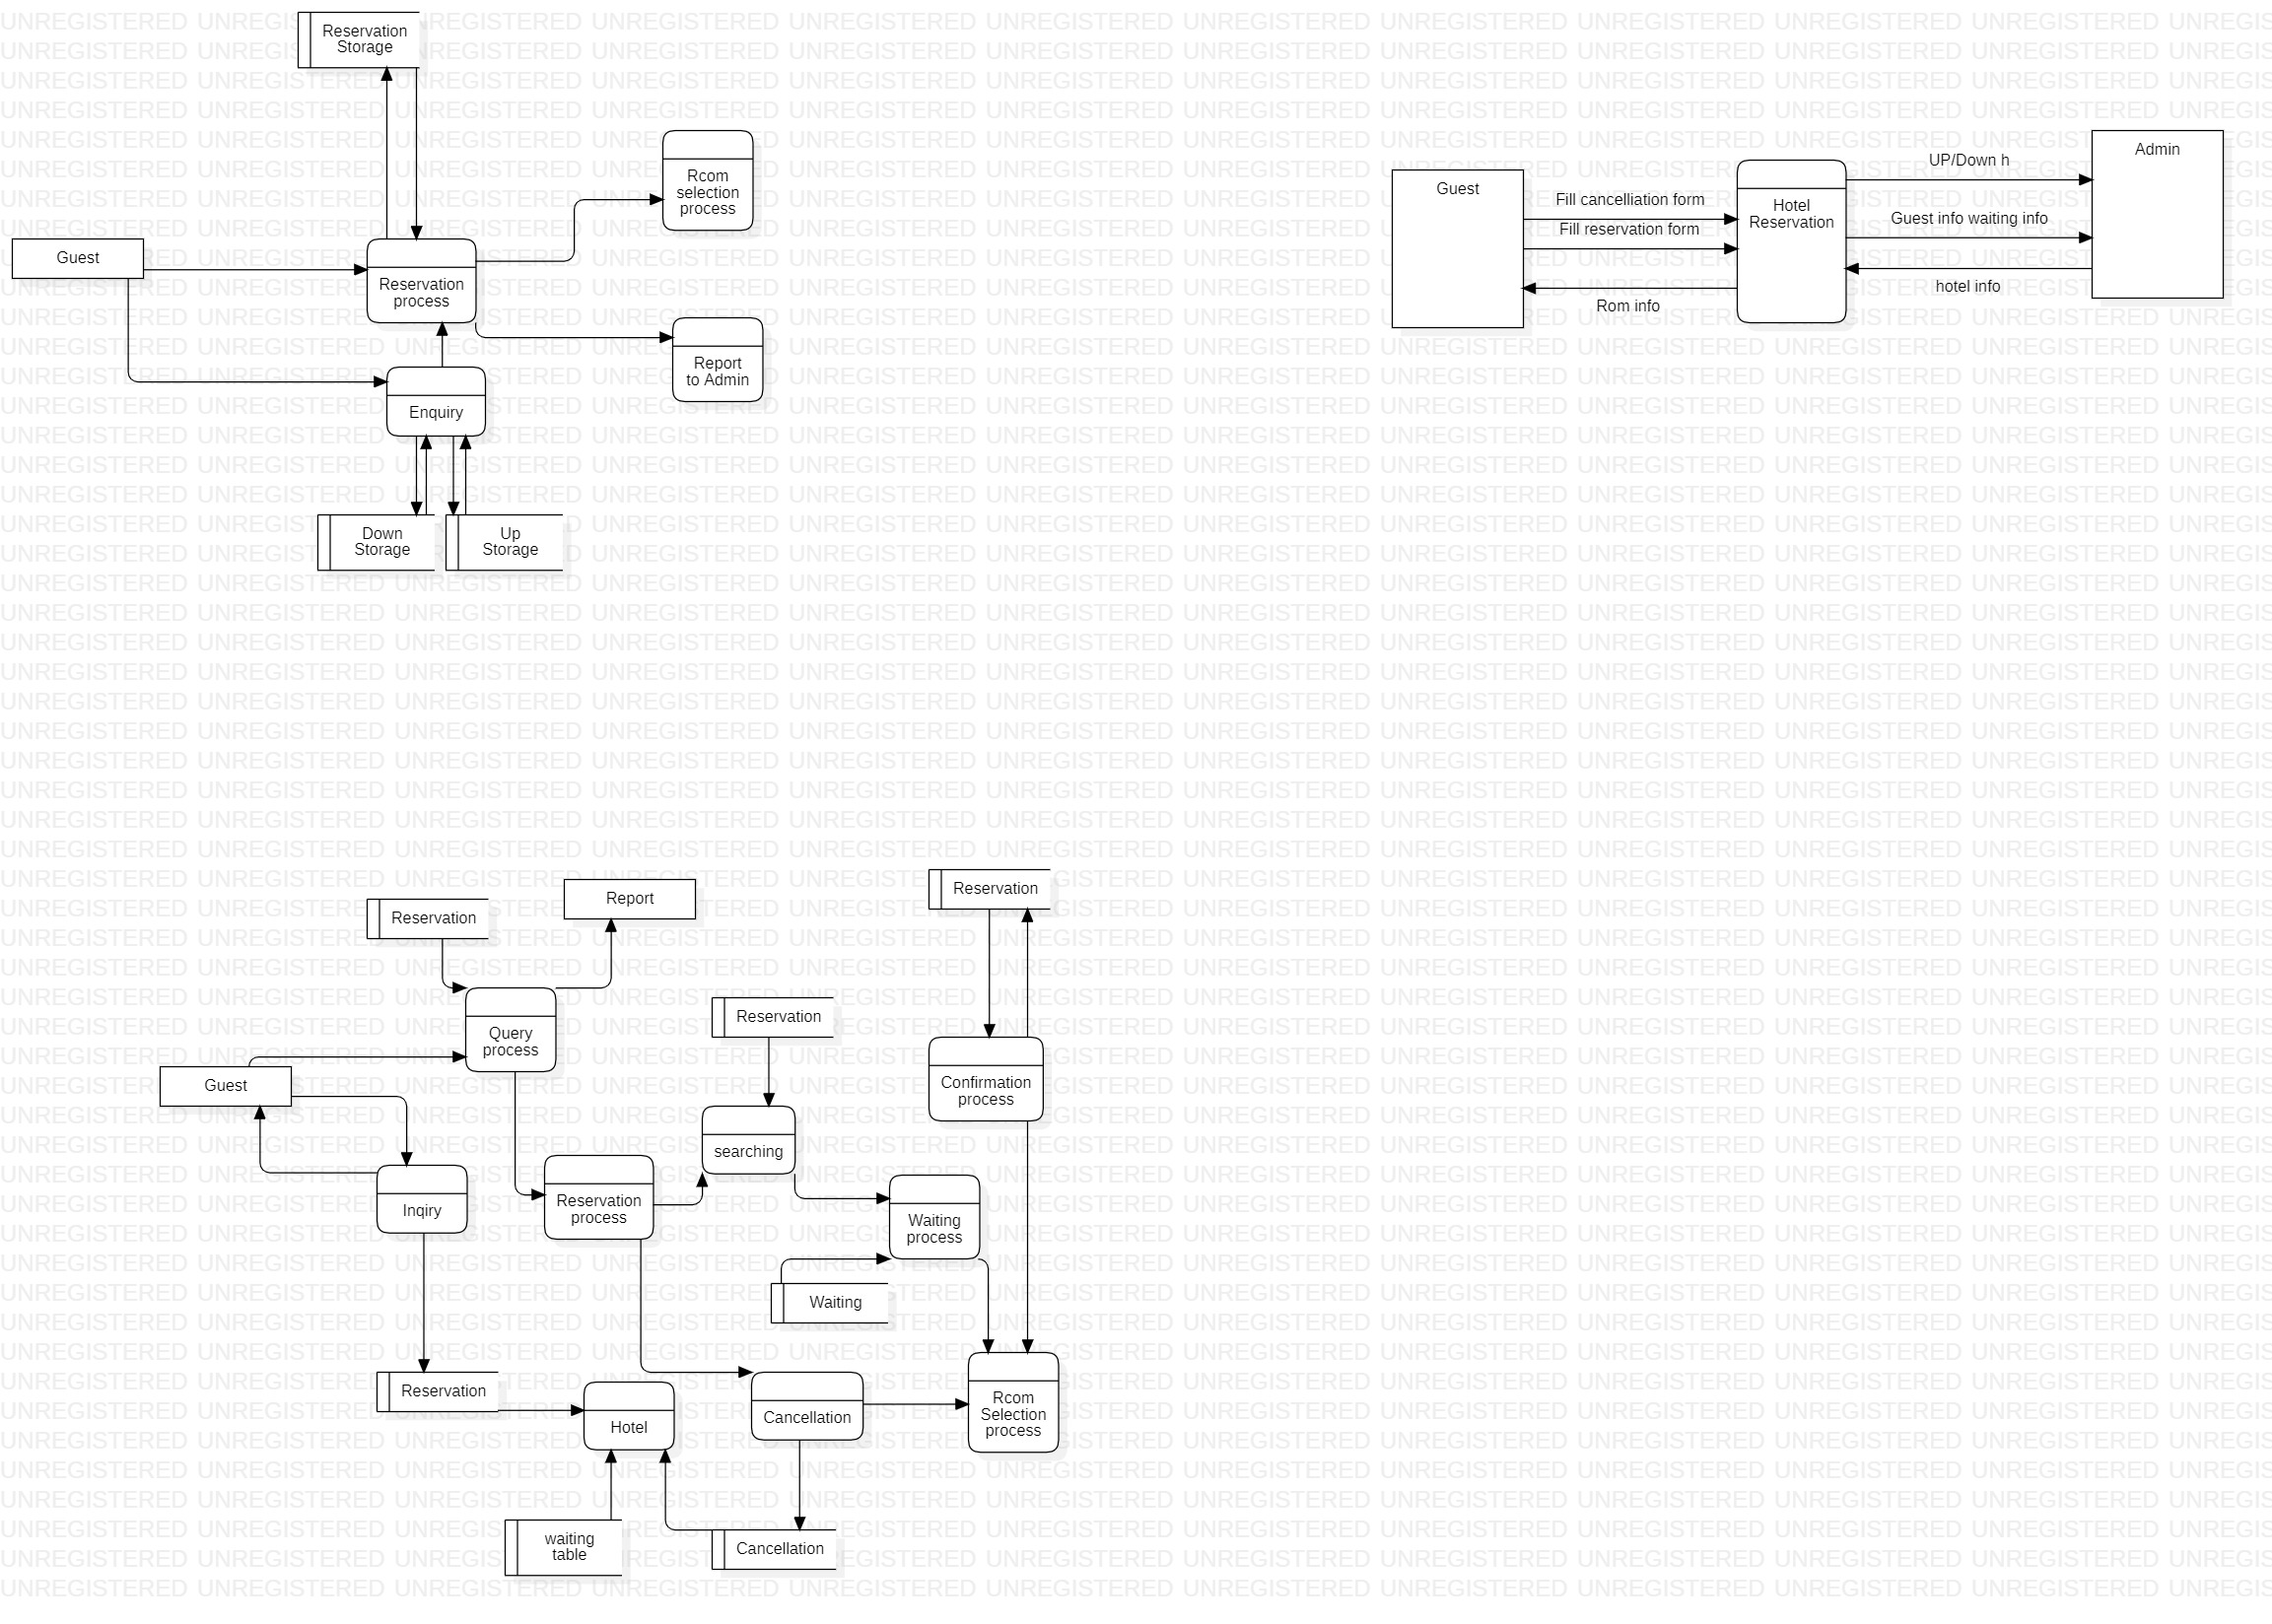 Reservation
Storage
Rcom
selection
process
Guest
Reservation
process
Report
to Admin
Enquiry
Down
Storage
Up
Storage
Guest
Fill cancelliation form
Fill reservation form
Rom info
Hotel
Reservation
UP/Down h
Guest info waiting info
hotel info
Admin
Reservation
Report
Query
process
Guest
Inqiry
Reservation
process
Reservation
searching
Reservation
Confirmation
process
Waiting
process
Waiting
Reservation
Hotel
Cancellation
Rcom
Selection
process
waiting
table
Cancellation
UNREGISTERED